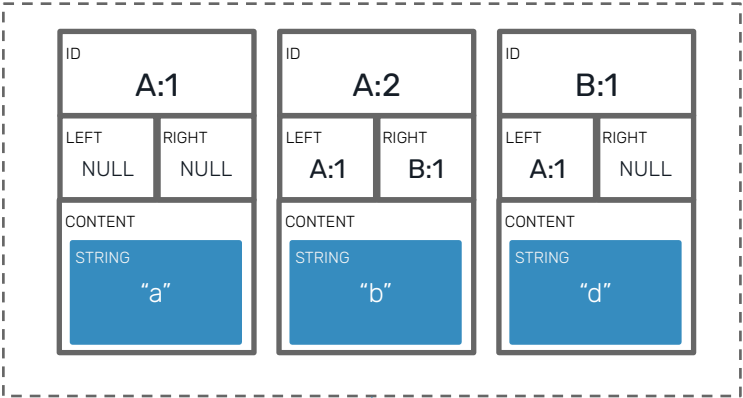 ID
A:1
LEFT
NULL
RIGHT
NULL
CONTENT
STRING
“a”
ID
A:2
LEFT
A:1
RIGHT
B:1
CONTENT
STRING
“b”
ID
B:1
LEFT
A:1
RIGHT
NULL
CONTENT
STRING
“d”